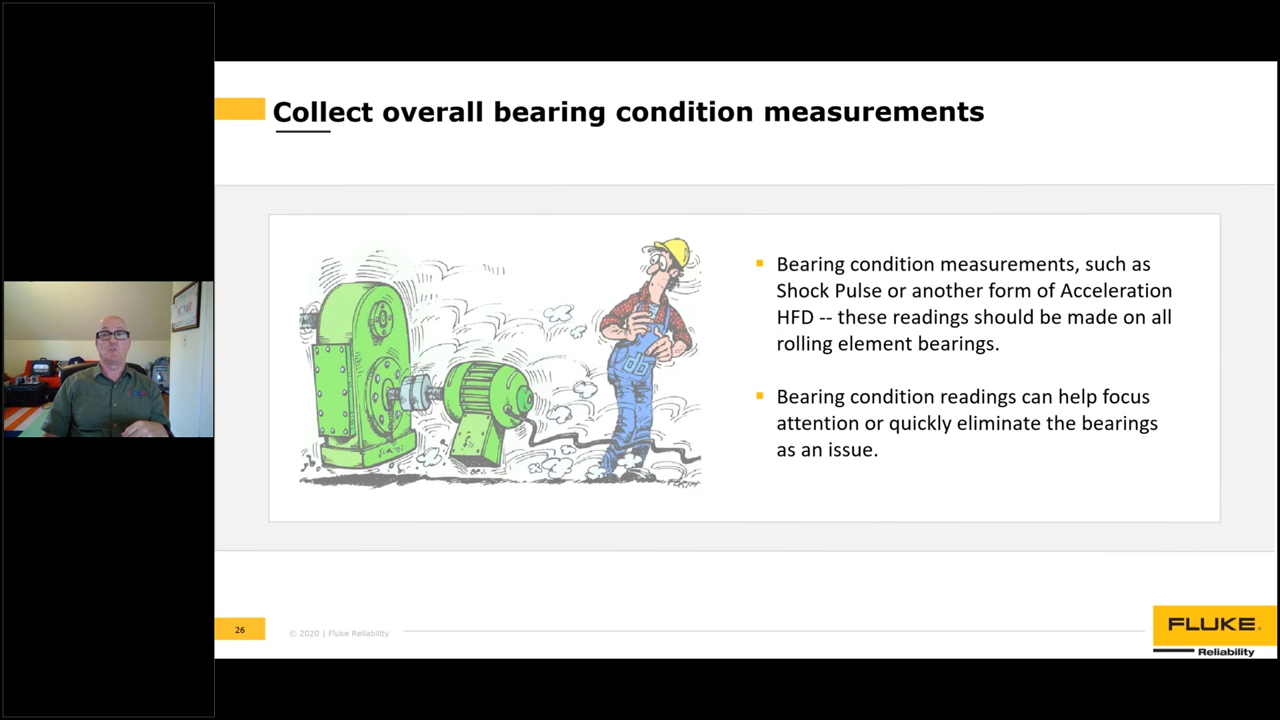 Collect overall bearing condition measurements
Bearing condition measurements, such as
Shock Pulse or another form of Acceleration
HFD -- these readings should be made on all
rolling element bearings.
Bearing condition readings can help focus
attention or quickly eliminate the bearings
as an issue.
db
26
© 2020 | Fluke Reliability
FLUKE®
Reliability